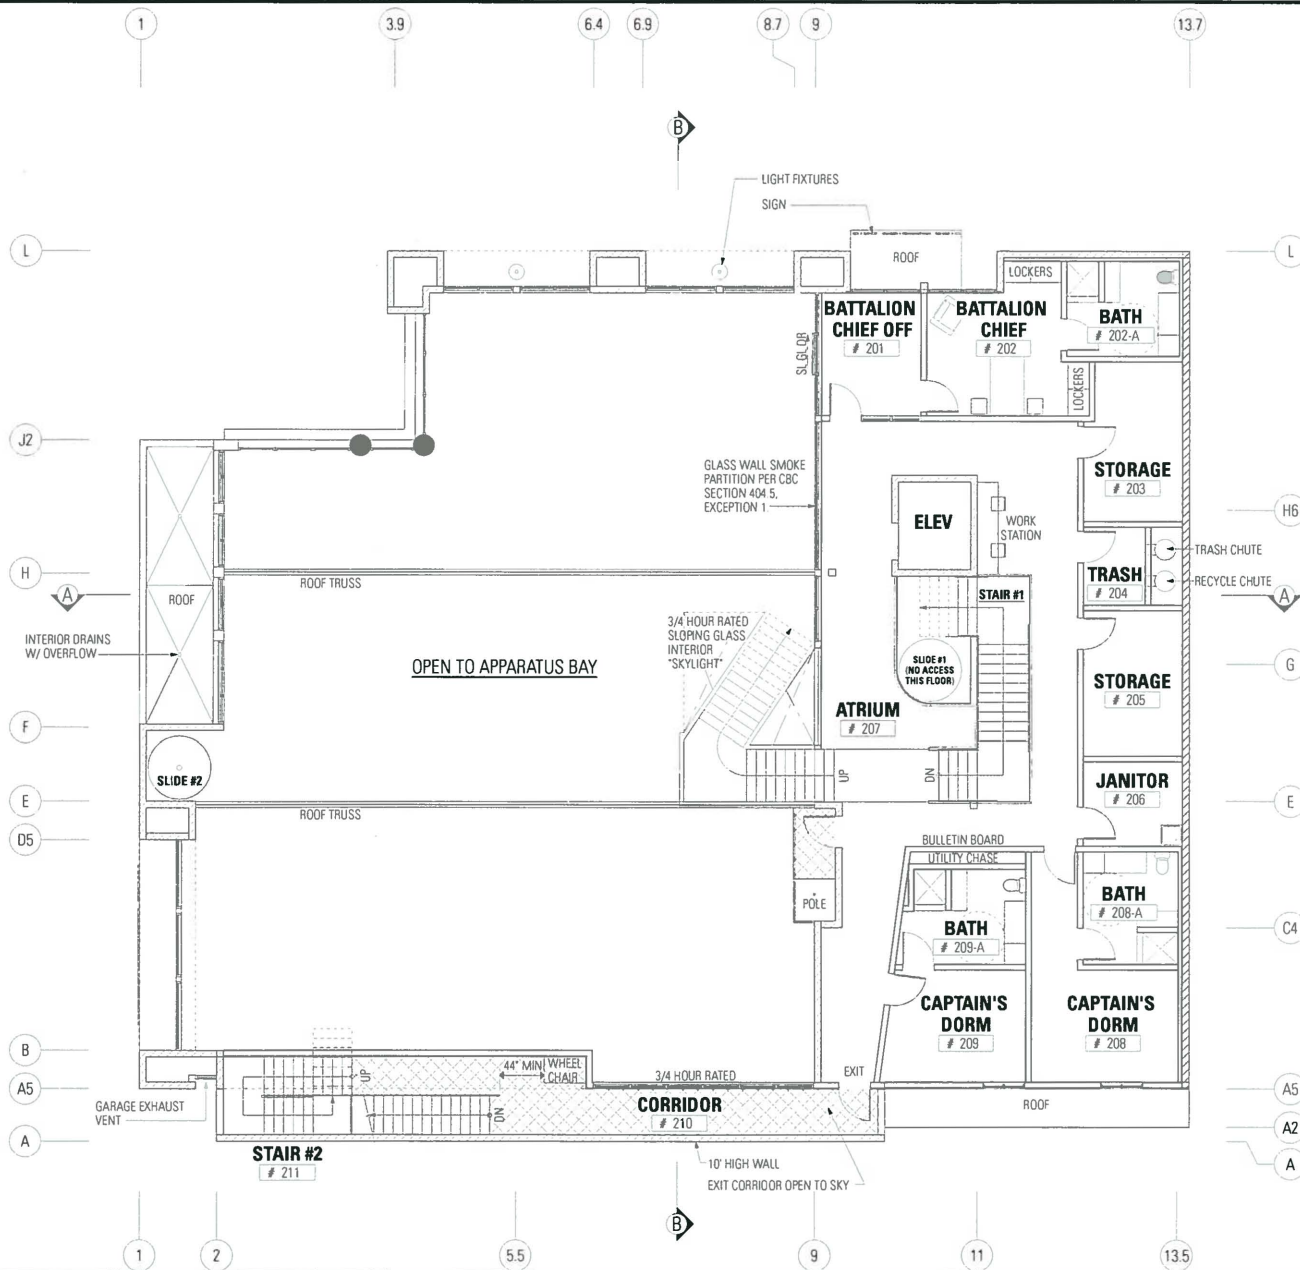 1
3.9
6.4
6.9
8.7
9
13.7
B
LIGHT FIXTURES
SIGN
L
L
ROOF
LOCKERS
BATTALION
CHIEF OFF
# 201
BATTALION
CHIEF
# 202
BATH
# 202-A
SL GL DR
LOCKERS
J2
GLASS WALL SMOKE
PARTITION PER CBC
SECTION 404.5,
EXCEPTION 1
STORAGE
# 203
ELEV
WORK
STATION
H6
H
TRASH CHUTE
ROOF TRUSS
TRASH
# 204
RECYCLE CHUTE
A
ROOF
STAIR #1
A
INTERIOR DRAINS
W/ OVERFLOW
3/4 HOUR RATED
SLOPING GLASS
INTERIOR
"SKYLIGHT"
OPEN TO APPARATUS BAY
SLIDE #1
(NO ACCESS
THIS FLOOR)
G
STORAGE
# 205
ATRIUM
# 207
F
SLIDE #2
UP
DN
JANITOR
# 206
E
E
ROOF TRUSS
D5
BULLETIN BOARD
UTILITY CHASE
POLE
BATH
# 208-A
BATH
# 209-A
C4
CAPTAIN'S
DORM
# 209
CAPTAIN'S
DORM
# 208
B
44" MIN
WHEEL
CHAIR
UP
3/4 HOUR RATED
EXIT
A5
A5
GARAGE EXHAUST
VENT
DN
CORRIDOR
# 210
ROOF
A2
A
STAIR #2
# 211
10' HIGH WALL
EXIT CORRIDOR OPEN TO SKY
A
B
1
2
5.5
9
11
13.5